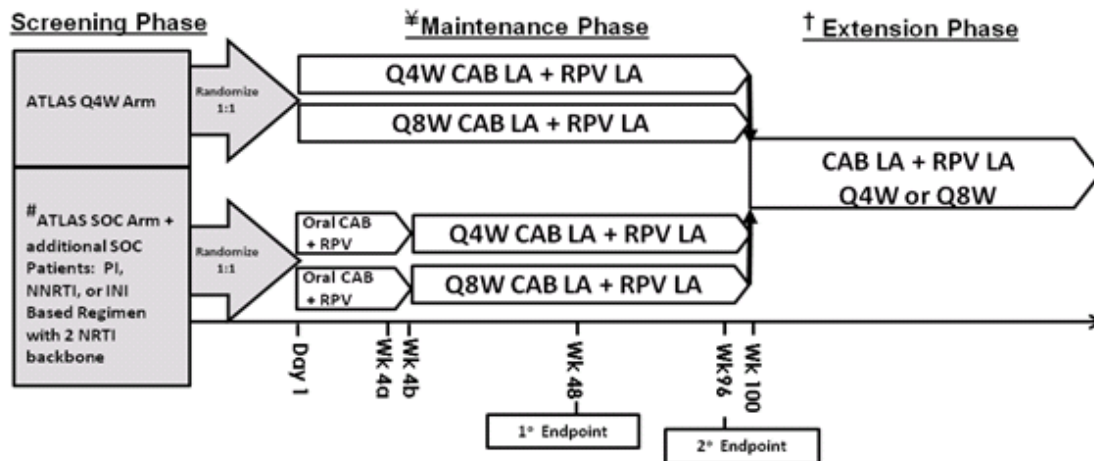 Screening Phase
¥Maintenance Phase
† Extension Phase
ATLAS Q4W Arm
Randomize
1:1
Q4W CAB LA + RPV LA
Q8W CAB LA + RPV LA
CAB LA + RPV LA
Q4W or Q8W
#ATLAS SOC Arm +
additional SOC
Patients: PI,
NNRTI, or INI
Based Regimen
with 2 NRTI
backbone
Randomize
1:1
Oral CAB
+ RPV
Q4W CAB LA + RPV LA
Oral CAB
+ RPV
Q8W CAB LA + RPV LA
Day 1
Wk 4a
Wk 4b
Wk 48
Wk96
Wk 100
1° Endpoint
2° Endpoint